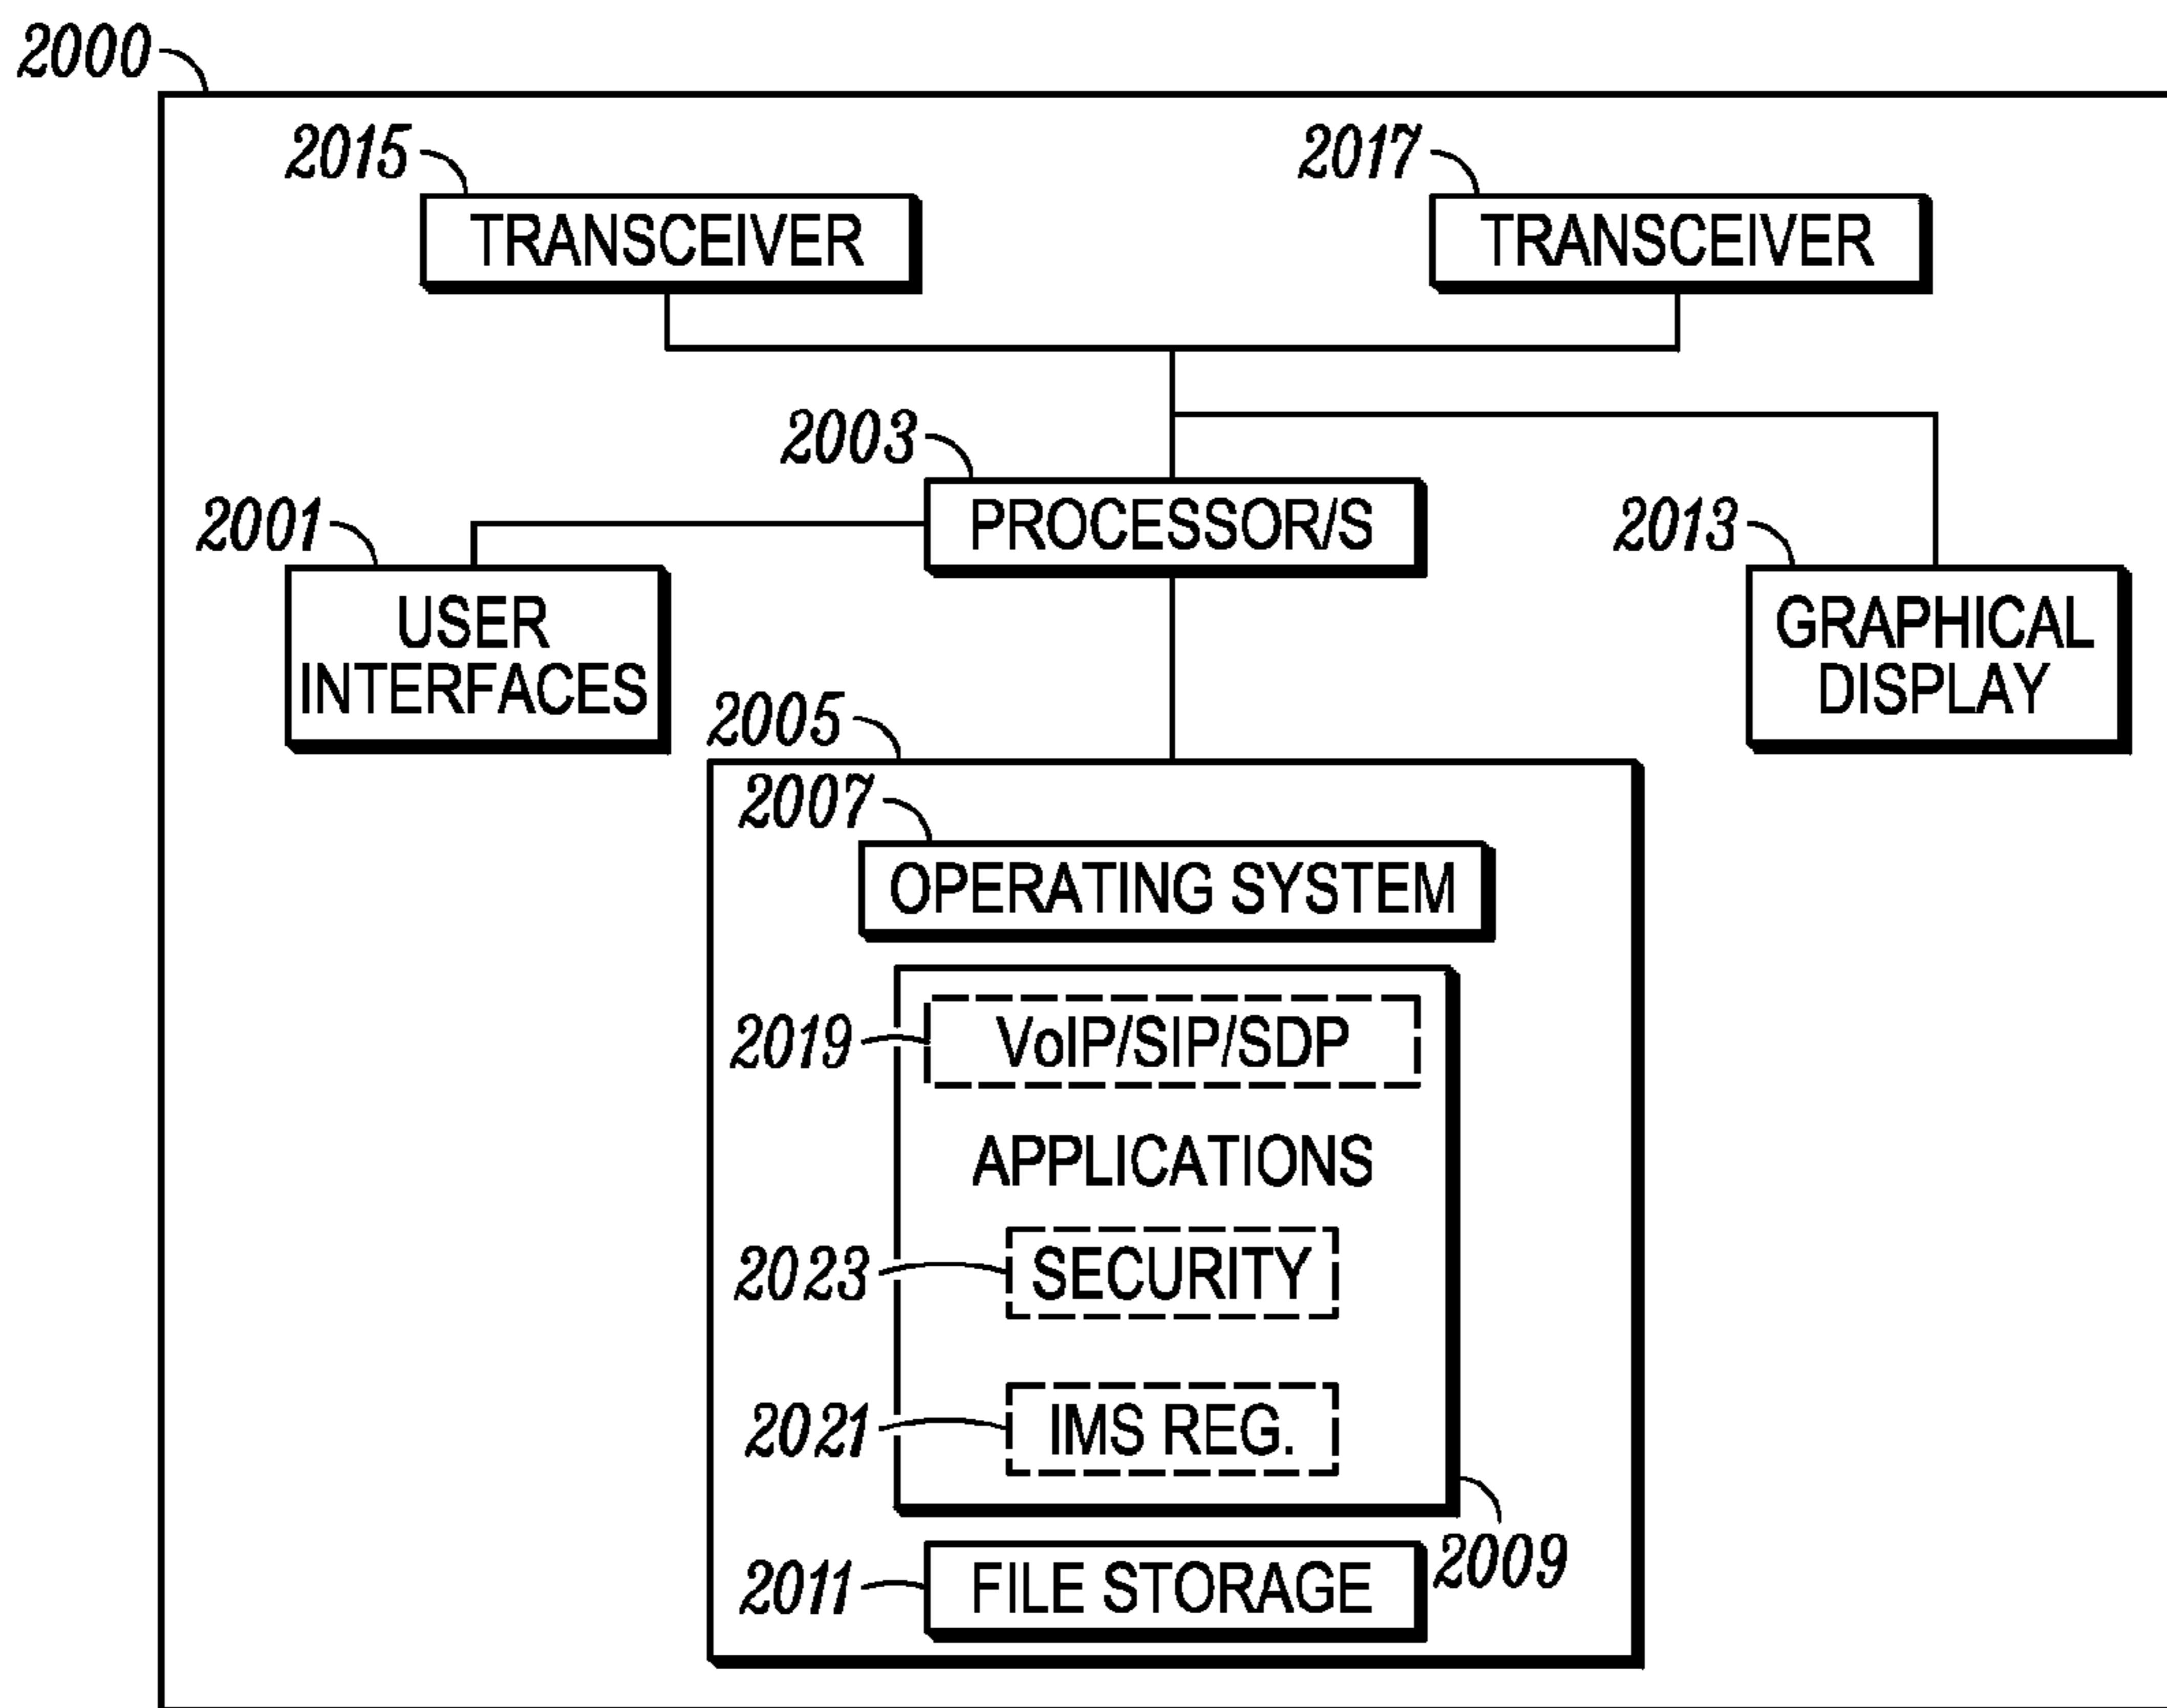 2000
2015
2017
TRANSCEIVER
TRANSCEIVER
2003
PROCESSOR/S
2001
2013
USER
INTERFACES
GRAPHICAL
DISPLAY
2005
2007
OPERATING SYSTEM
2019
VoIP/SIP/SDP
APPLICATIONS
2023
SECURITY
2021
IMS REG.
2009
2011
FILE STORAGE